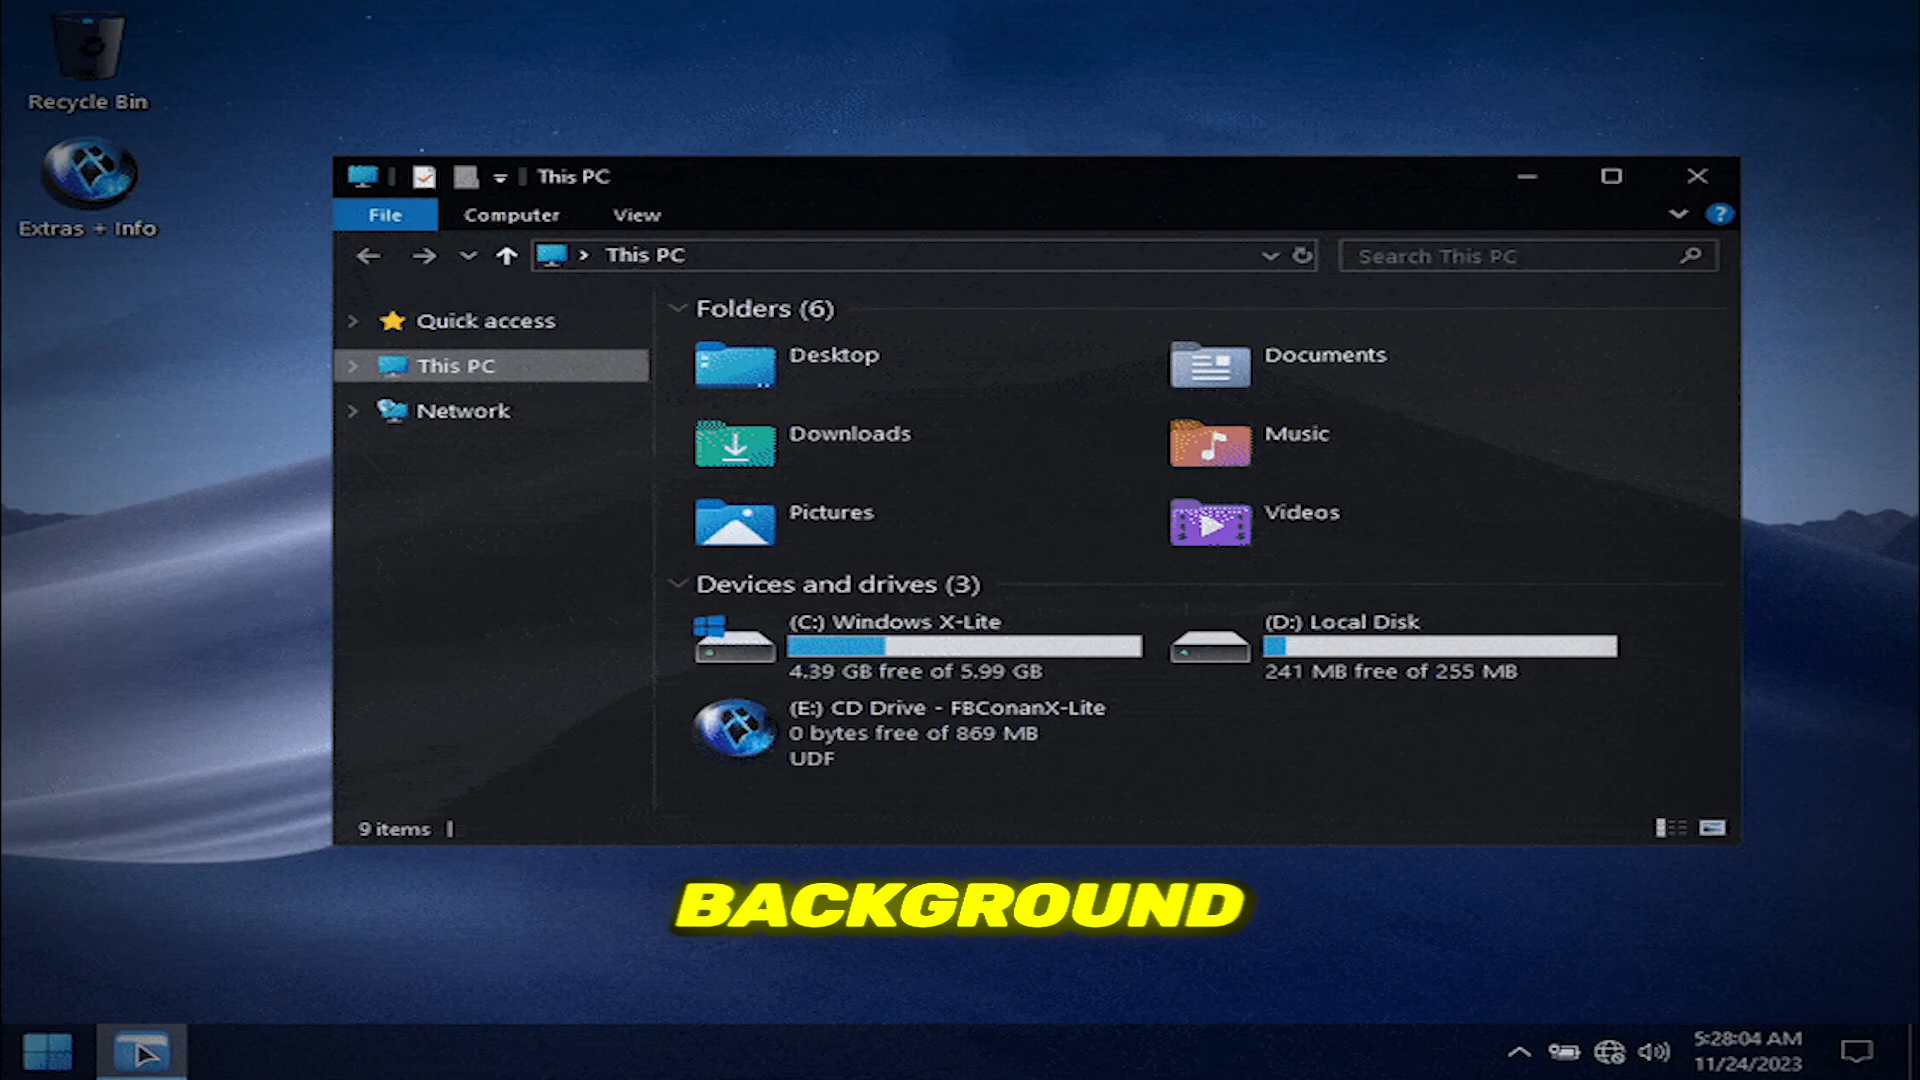 Recycle Bin
Extras + Info
This PC
File
Computer
View
This PC
Search This PC
Quick access
This PC
Network
Folders (6)
Desktop
Documents
Downloads
Music
Pictures
Videos
Devices and drives (3)
(C:) Windows X-Lite
4.39 GB free of 5.99 GB
(D:) Local Disk
241 MB free of 255 MB
(E:) CD Drive - FBConanX-Lite
0 bytes free of 869 MB
UDF
9 items
BACKGROUND
5:28:04 AM
11/24/2023